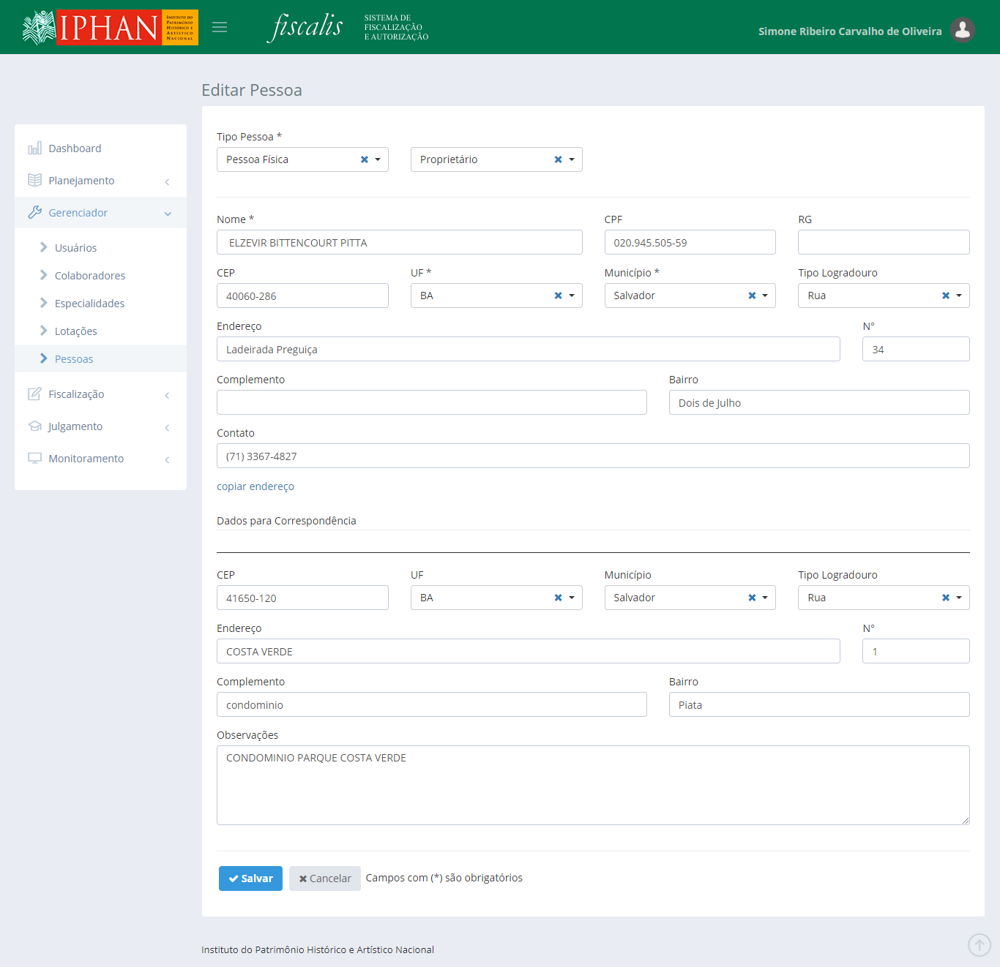 IPHAN
INSTITUTO DO
PATRIMÔNIO
HISTÓRICO E
ARTÍSTICO
NACIONAL
fiscalis
SISTEMA DE
FISCALIZAÇÃO
E AUTORIZAÇÃO
Simone Ribeiro Carvalho de Oliveira
Editar Pessoa
Dashboard
Planejamento
Gerenciador
Usuários
Colaboradores
Especialidades
Lotações
Pessoas
Fiscalização
Julgamento
Monitoramento
Tipo Pessoa *
Pessoa Física Proprietário
Nome * CPF RG
ELZEVIR BITTENCOURT PITTA 020.945.505-59
CEP UF * Município * Tipo Logradouro
40060-286 BA Salvador Rua
Endereço N°
Ladeirada Preguiça 34
Complemento Bairro
Dois de Julho
Contato
(71) 3367-4827
copiar endereço
Dados para Correspondência
CEP UF Município Tipo Logradouro
41650-120 BA Salvador Rua
Endereço N°
COSTA VERDE 1
Complemento Bairro
condominio Piata
Observações
CONDOMINIO PARQUE COSTA VERDE
Salvar Cancelar Campos com (*) são obrigatórios
Instituto do Patrimônio Histórico e Artístico Nacional